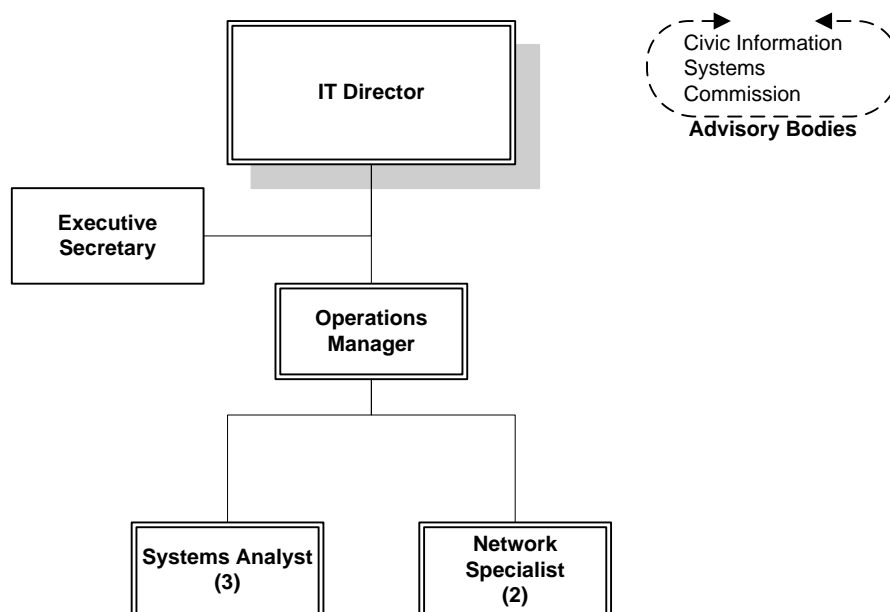 IT Director
Civic Information
Systems
Commission
Advisory Bodies
Executive
Secretary
Operations
Manager
Systems Analyst
(3)
Network
Specialist
(2)